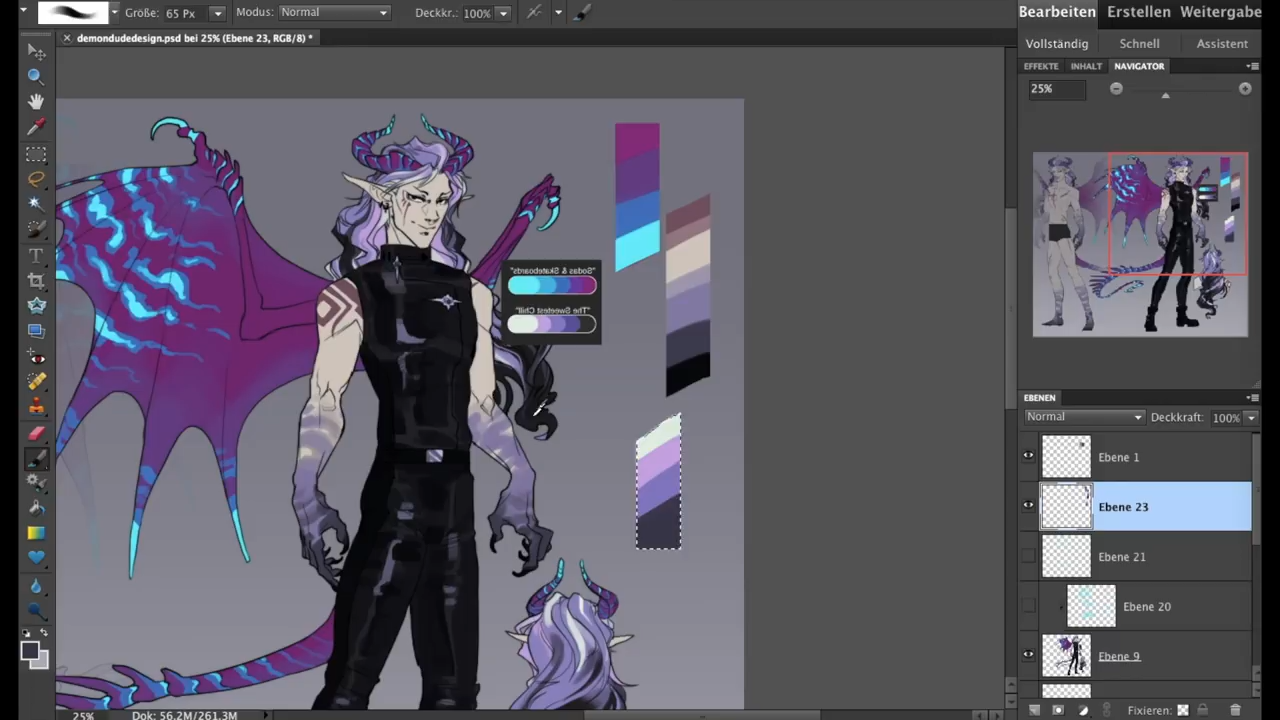 Größe: 65 Px Modus: Normal Deckkr.: 100%
Bearbeiten Erstellen Weitergabe
demondudedesign.psd bei 25% (Ebene 23, RGB/8) *
Vollständig Schnell Assistent
EFFEKTE INHALT NAVIGATOR
25%
"Sodas & Skateboards"
"The Sweetest Chill"
EBENEN
Normal Deckkraft: 100%
Ebene 1
Ebene 23
Ebene 21
Ebene 20
Ebene 9
25% Dok: 56.2M/261.3M
Fixieren: